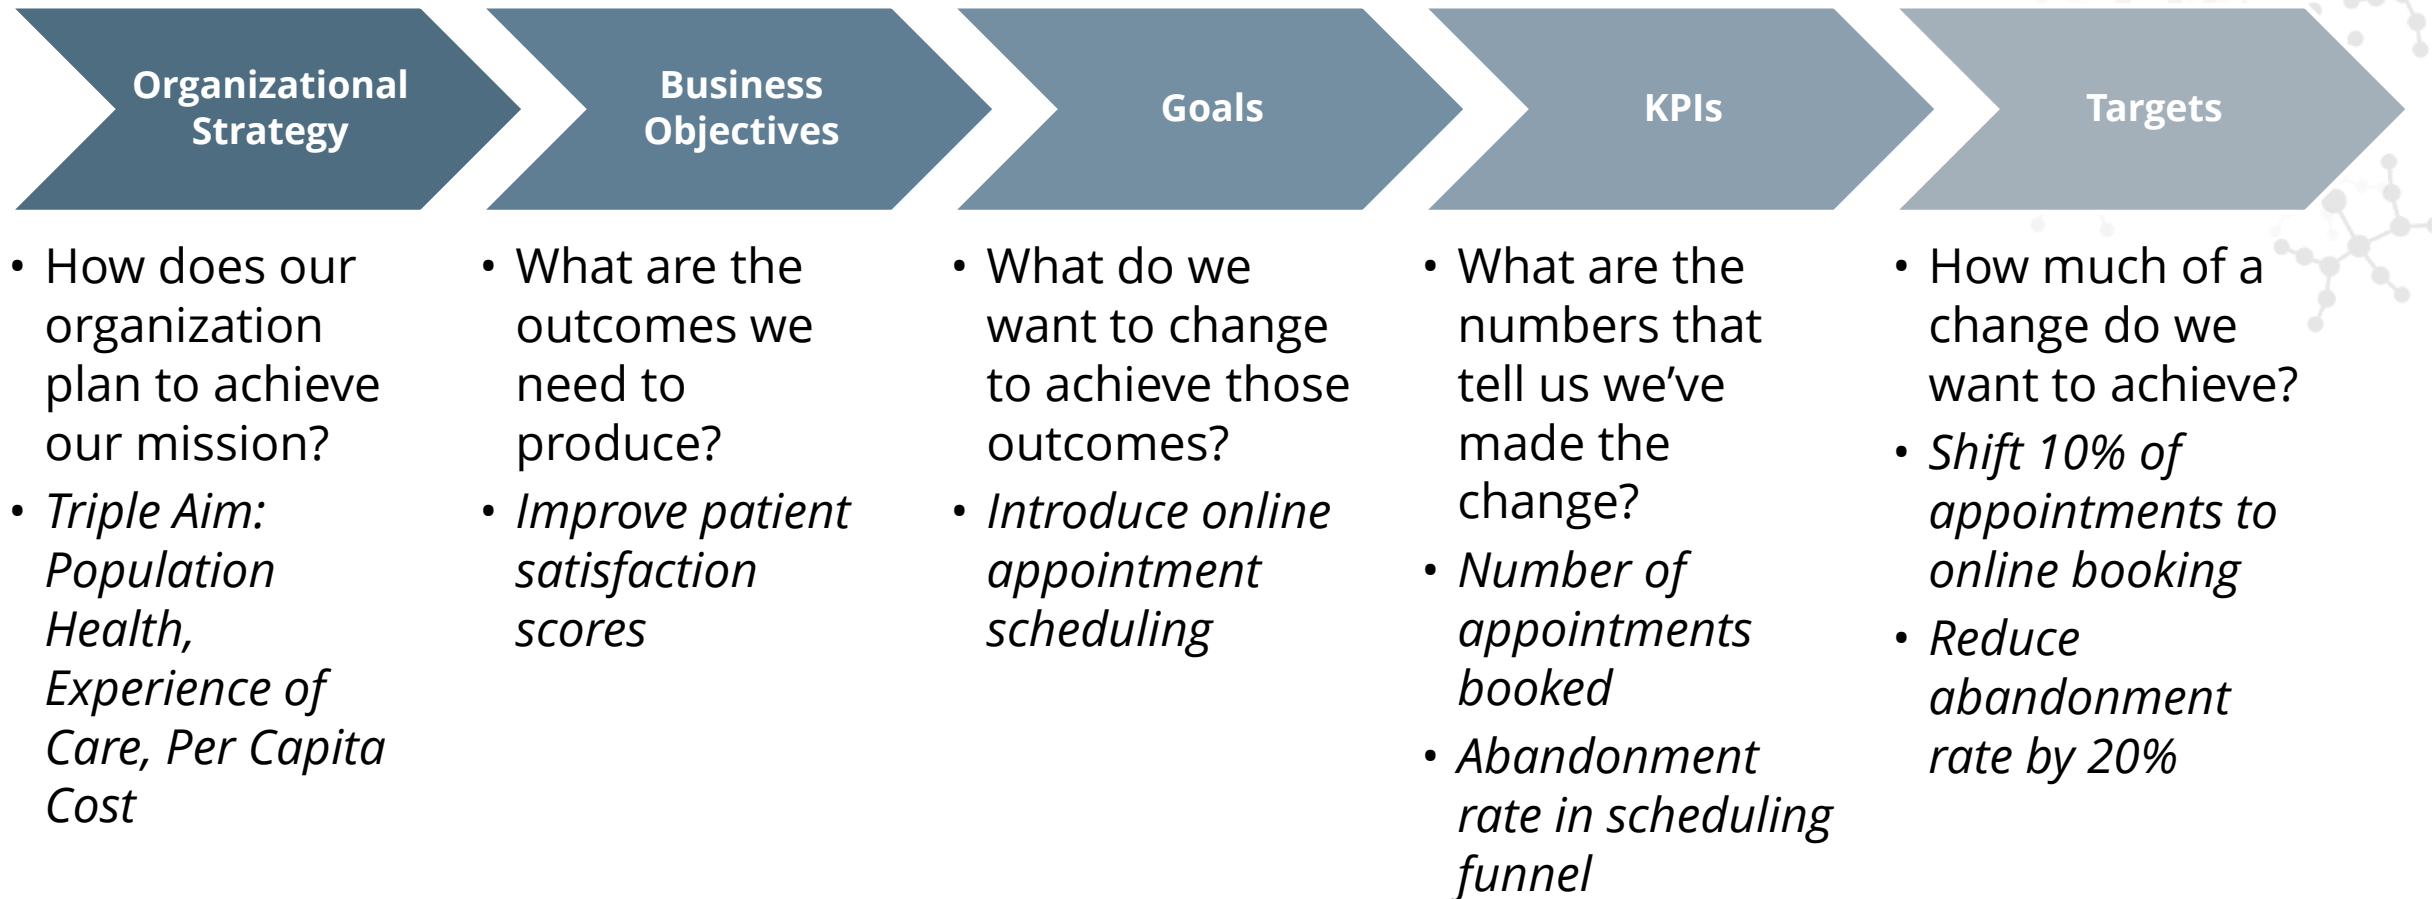 Organizational
Strategy
Business
Objectives
Goals
KPIs
Targets
• How does our
organization
plan to achieve
our mission?
• Triple Aim:
Population
Health,
Experience of
Care, Per Capita
Cost
• What are the
outcomes we
need to
produce?
• Improve patient
satisfaction
scores
• What do we
want to change
to achieve those
outcomes?
• Introduce online
appointment
scheduling
• What are the
numbers that
tell us we’ve
made the
change?
• Number of
appointments
booked
• Abandonment
rate in scheduling
funnel
• How much of a
change do we
want to achieve?
• Shift 10% of
appointments to
online booking
• Reduce
abandonment
rate by 20%